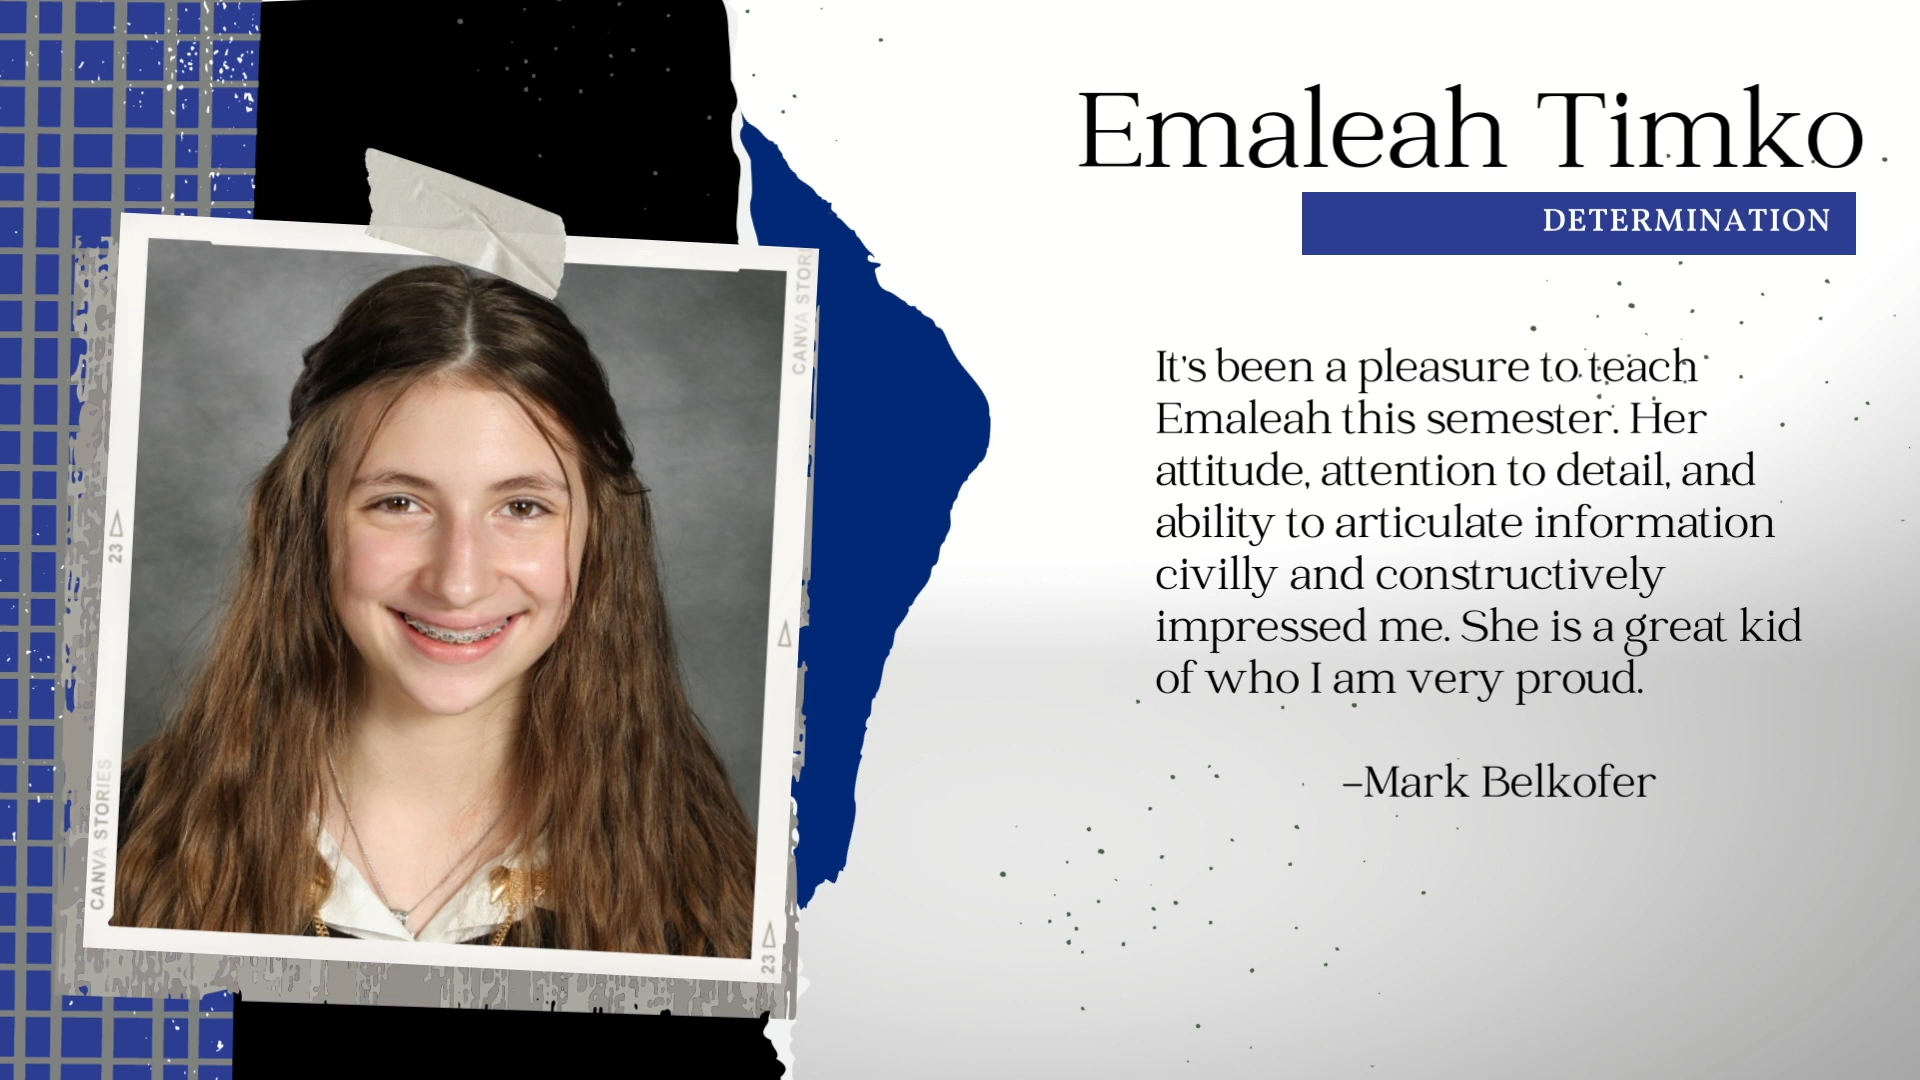 Emaleah Timko
DETERMINATION
It's been a pleasure to teach
Emaleah this semester. Her
attitude, attention to detail, and
ability to articulate information
civilly and constructively
impressed me. She is a great kid
of who I am very proud.
–Mark Belkofer
CANVA STOR
23
CANVA STORIES
23